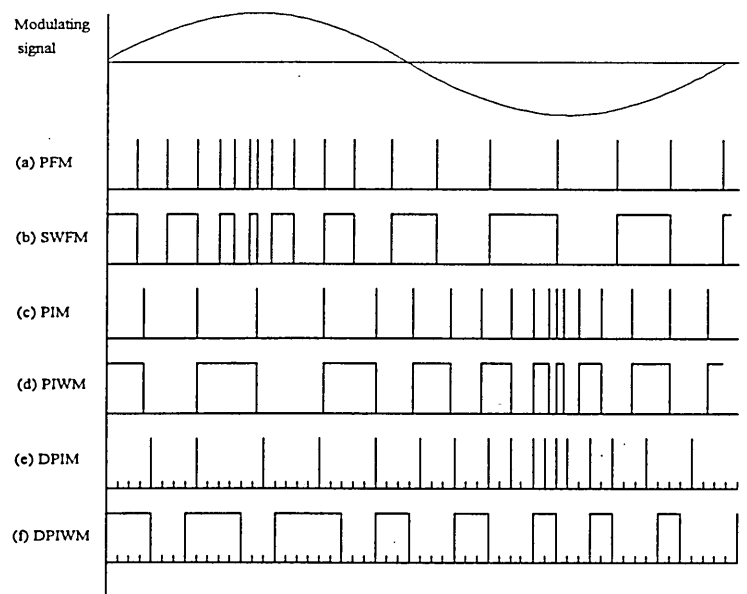 Modulating
signal
(a) PFM
(b) SWFM
(c) PIM
(d) PIWM
(e) DPIM
(f) DPIWM